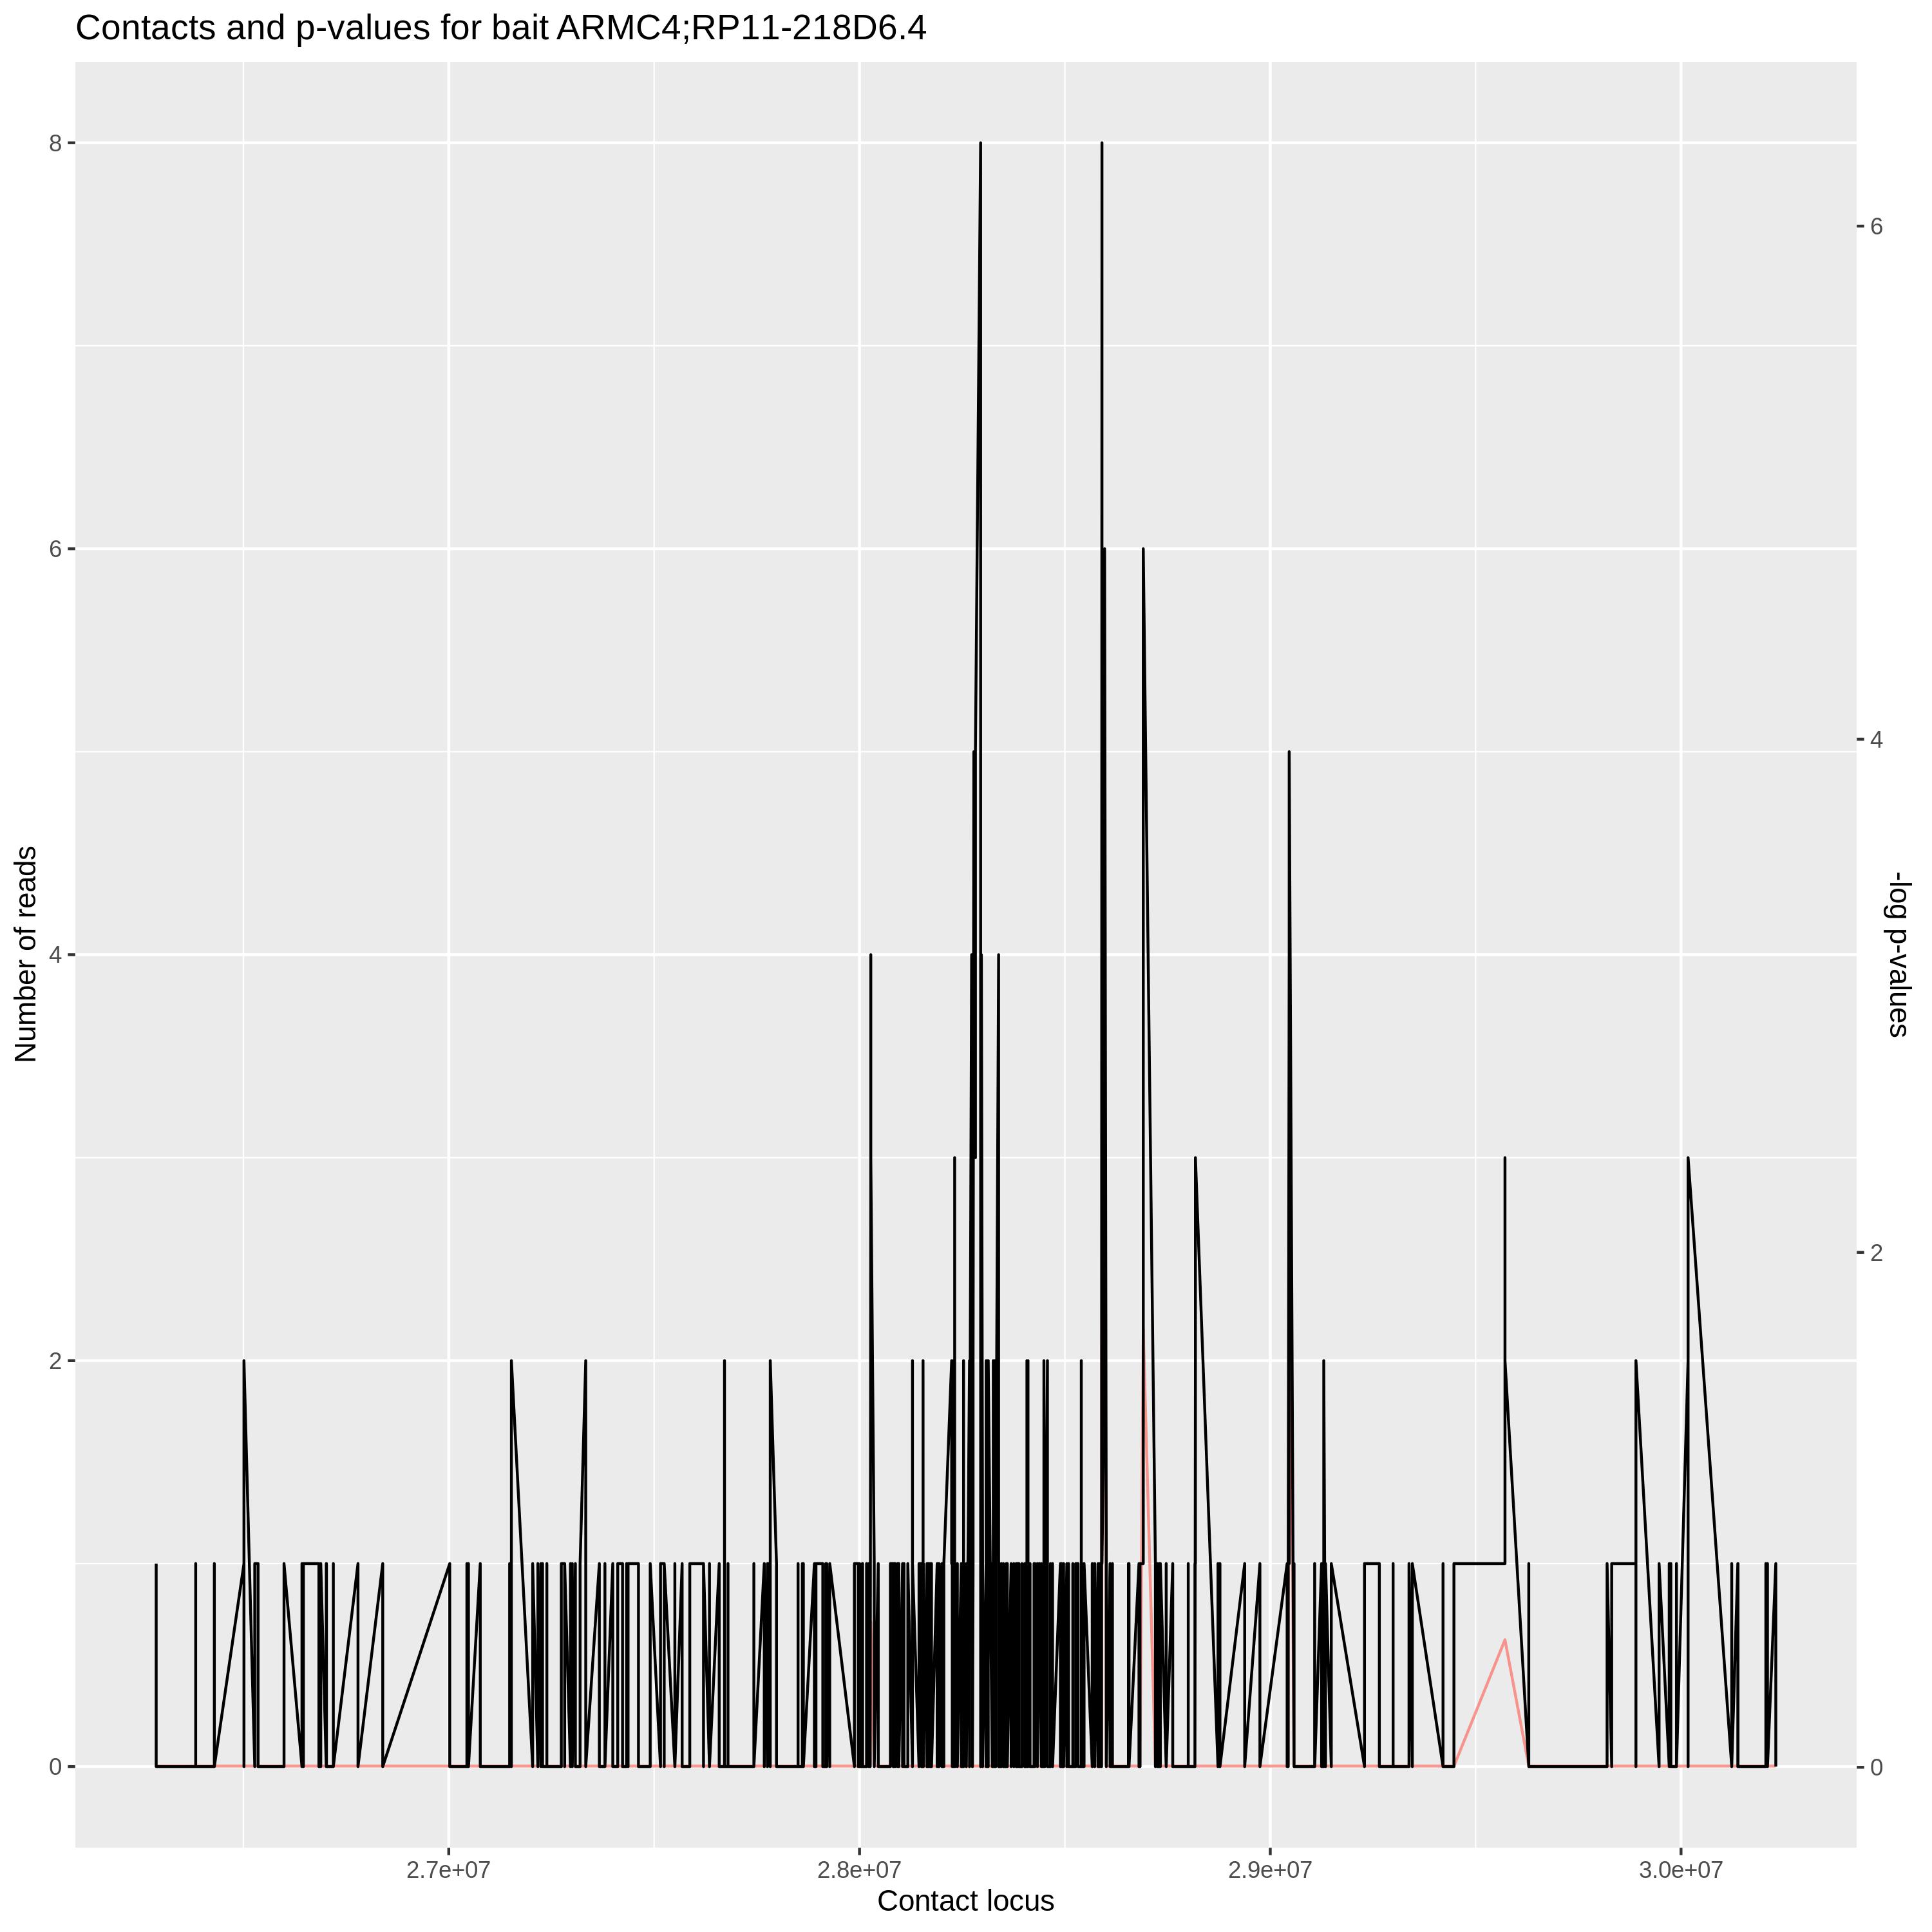 Contacts and p-values for bait ARMC4;RP11-218D6.4
8
6
4
2
0
Number of reads
6
4
2
0
-log p-values
2.7e+07
2.8e+07
2.9e+07
3.0e+07
Contact locus